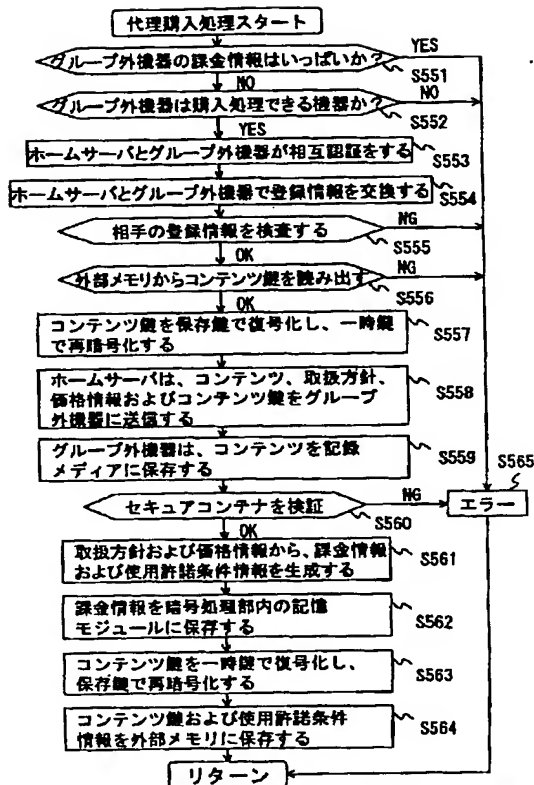 代理購入処理スタート
グループ外機器の課金情報はいっぱいか?
YES
S551
NO
グループ外機器は購入処理できる機器か?
NO
S552
YES
ホームサーバとグループ外機器が相互認証をする
S553
ホームサーバとグループ外機器で登録情報を交換する
S554
相手の登録情報を検査する
NG
S555
OK
外部メモリからコンテンツ鍵を読み出す
NG
S556
OK
コンテンツ鍵を保存鍵で復号化し、一時鍵
で再暗号化する
S557
ホームサーバは、コンテンツ、取扱方針、
価格情報およびコンテンツ鍵をグループ
外機器に送信する
S558
グループ外機器は、コンテンツを記録
メディアに保存する
S559
S565
セキュアコンテナを検証
NG
エラー
S560
OK
取扱方針および価格情報から、課金情報
および使用許諾条件情報を生成する
S561
課金情報を暗号処理部内の記憶
モジュールに保存する
S562
コンテンツ鍵を一時鍵で復号化し、
保存鍵で再暗号化する
S563
コンテンツ鍵および使用許諾条件
情報を外部メモリに保存する
S564
リターン